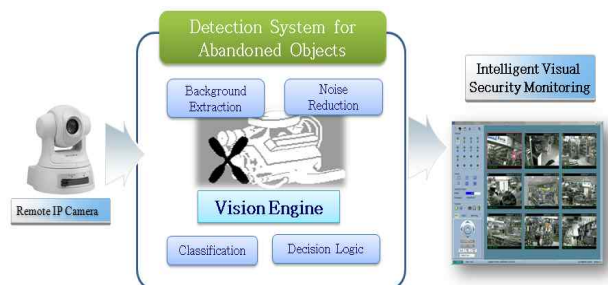 Detection System for
Abandoned Objects
Background
Extraction
Noise
Reduction
Vision Engine
Classification
Decision Logic
Remote IP Camera
Intelligent Visual
Security Monitoring